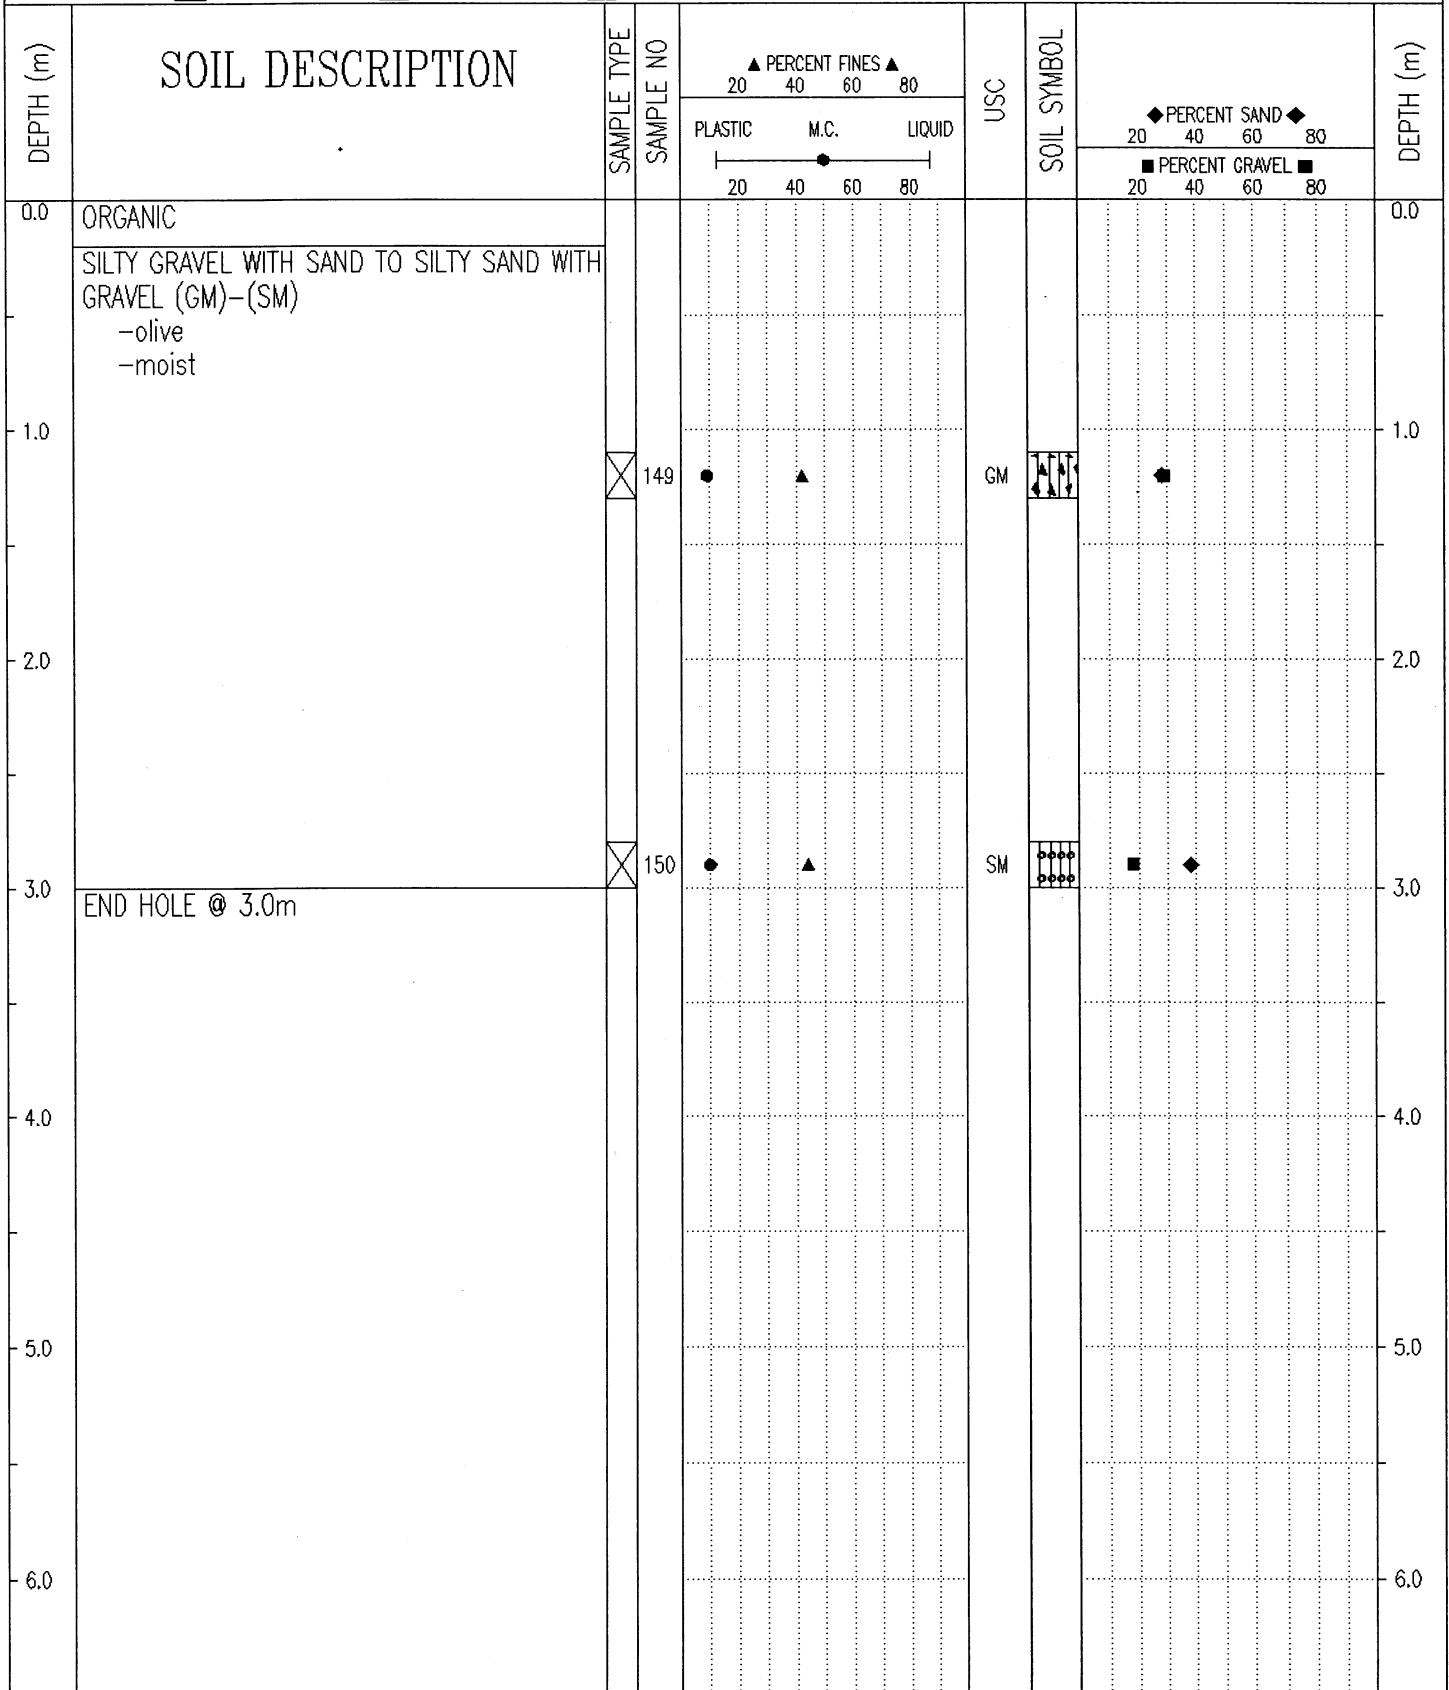 DEPTH (m)
SOIL DESCRIPTION
SAMPLE TYPE
SAMPLE NO
PERCENT FINES
20 40 60 80
PLASTIC M.C. LIQUID
20 40 60 80
USC
SOIL SYMBOL
PERCENT SAND
20 40 60 80
PERCENT GRAVEL
20 40 60 80
DEPTH (m)
0.0 ORGANIC 0.0
SILTY GRAVEL WITH SAND TO SILTY SAND WITH
GRAVEL (GM)-(SM)
-olive
-moist
1.0 1.0
149 GM
2.0 2.0
150 SM
3.0 3.0
END HOLE @ 3.0m
4.0 4.0
5.0 5.0
6.0 6.0